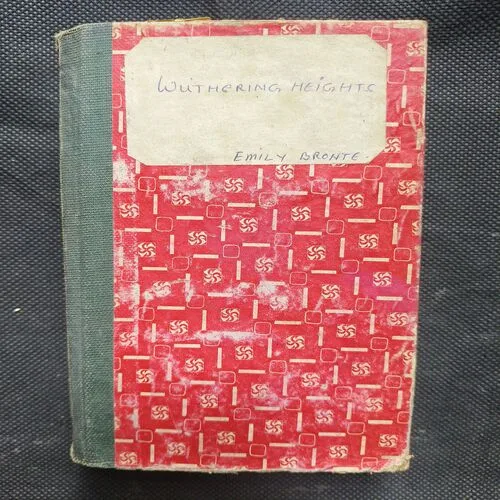 WUTHERING HEIGHTS
EMILY BRONTE.